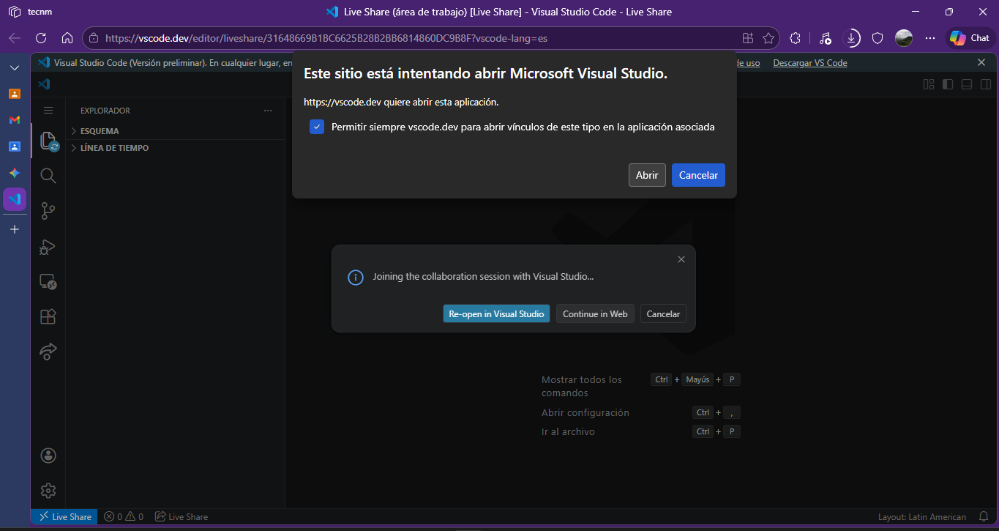 tecnm
Live Share (área de trabajo) [Live Share] - Visual Studio Code - Live Share
https://vscode.dev/editor/liveshare/31648669B1BC6625B28B2BB6814860DC9B8F?vscode-lang=es
Chat
Visual Studio Code (Versión preliminar). En cualquier lugar, en
de uso
Descargar VS Code
Este sitio está intentando abrir Microsoft Visual Studio.
https://vscode.dev quiere abrir esta aplicación.
Permitir siempre vscode.dev para abrir vínculos de este tipo en la aplicación asociada
Abrir
Cancelar
EXPLORADOR
ESQUEMA
LÍNEA DE TIEMPO
Joining the collaboration session with Visual Studio...
Re-open in Visual Studio
Continue in Web
Cancelar
Mostrar todos los comandos Ctrl + Mayús + P
Abrir configuración Ctrl + ,
Ir al archivo Ctrl + P
Live Share
0
0
Live Share
Layout: Latin American